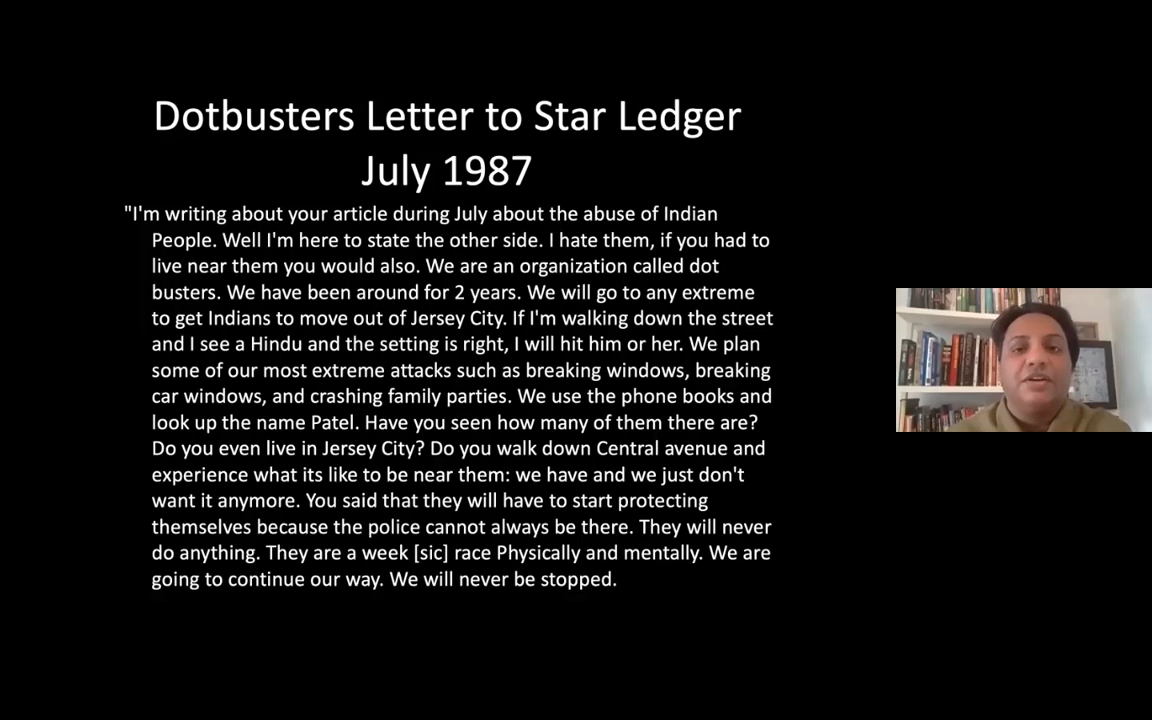 Dotbusters Letter to Star Ledger
July 1987
"I'm writing about your article during July about the abuse of Indian
People. Well I'm here to state the other side. I hate them, if you had to
live near them you would also. We are an organization called dot
busters. We have been around for 2 years. We will go to any extreme
to get Indians to move out of Jersey City. If I'm walking down the street
and I see a Hindu and the setting is right, I will hit him or her. We plan
some of our most extreme attacks such as breaking windows, breaking
car windows, and crashing family parties. We use the phone books and
look up the name Patel. Have you seen how many of them there are?
Do you even live in Jersey City? Do you walk down Central avenue and
experience what its like to be near them: we have and we just don't
want it anymore. You said that they will have to start protecting
themselves because the police cannot always be there. They will never
do anything. They are a week [sic] race Physically and mentally. We are
going to continue our way. We will never be stopped.